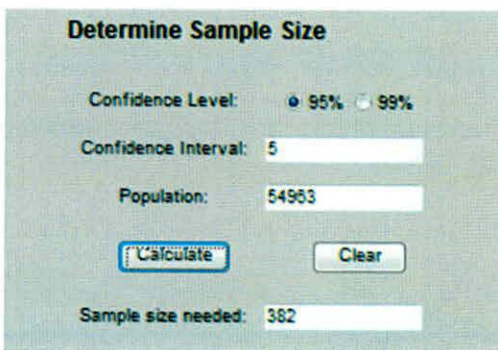 Determine Sample Size
Confidence Level: 95% 99%
Confidence Interval: 5
Population: 54963
Calculate Clear
Sample size needed: 382